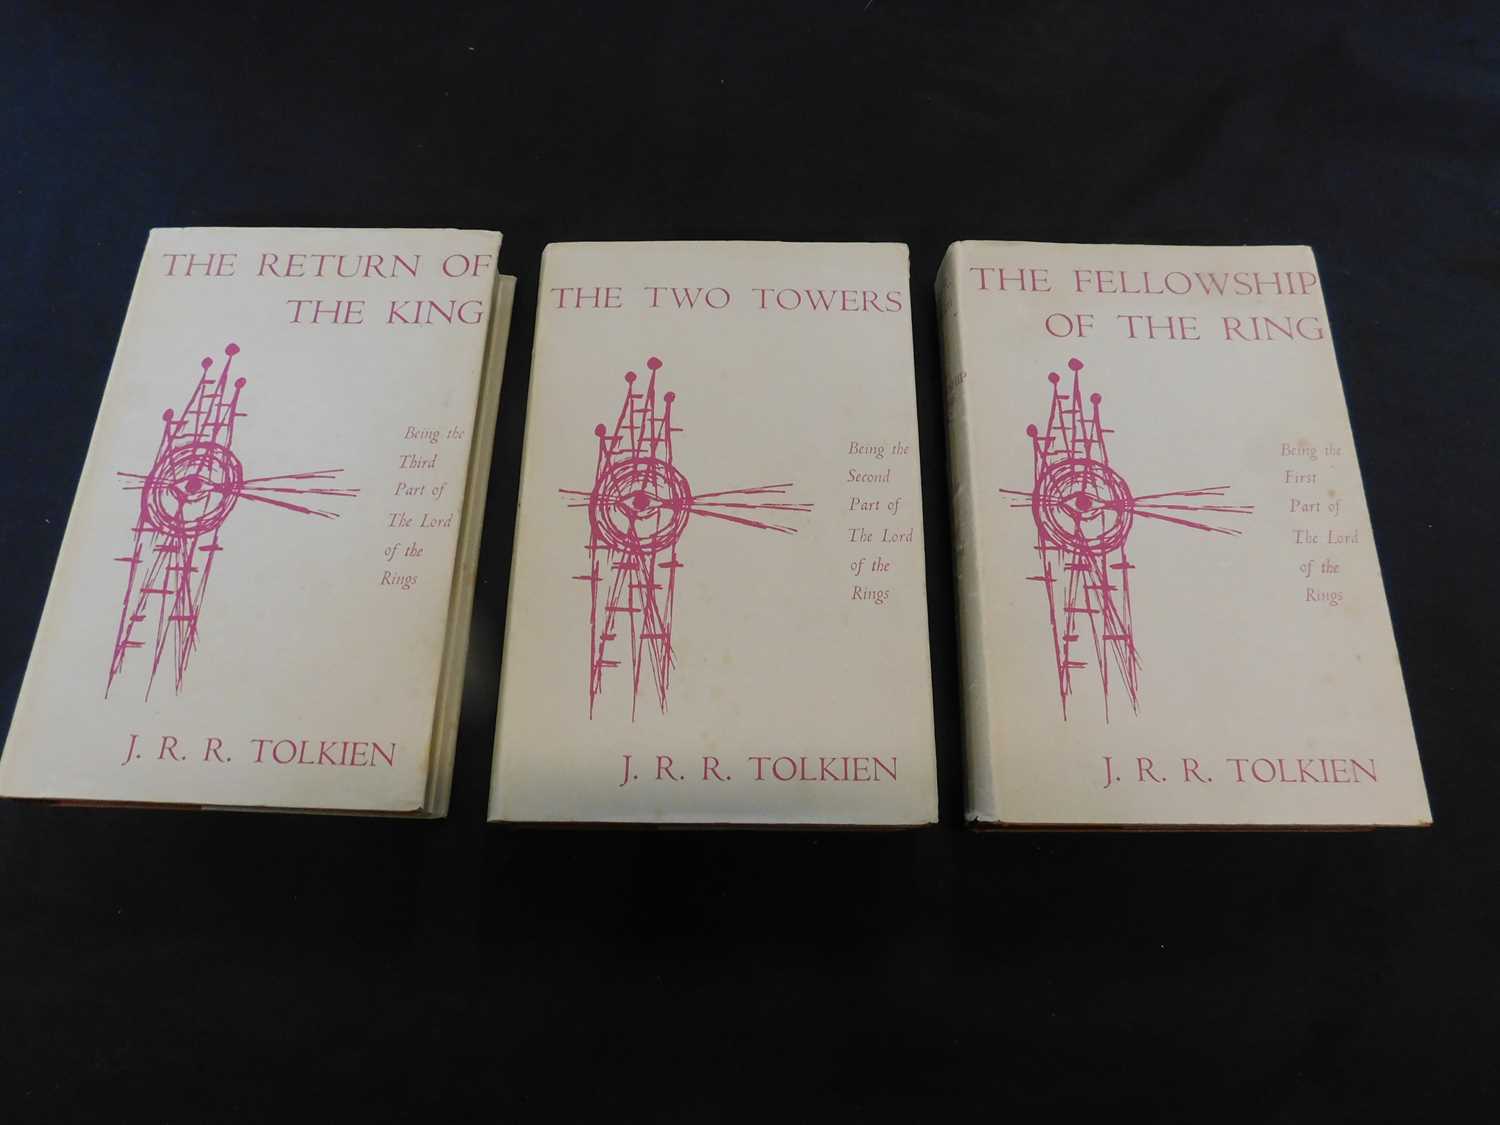 THE RETURN OF
THE KING
Being the
Third
Part of
The Lord
of the
Rings
J. R. R. TOLKIEN
THE TWO TOWERS
Being the
Second
Part of
The Lord
of the
Rings
J. R. R. TOLKIEN
THE FELLOWSHIP
OF THE RING
Being the
First
Part of
The Lord
of the
Rings
J. R. R. TOLKIEN